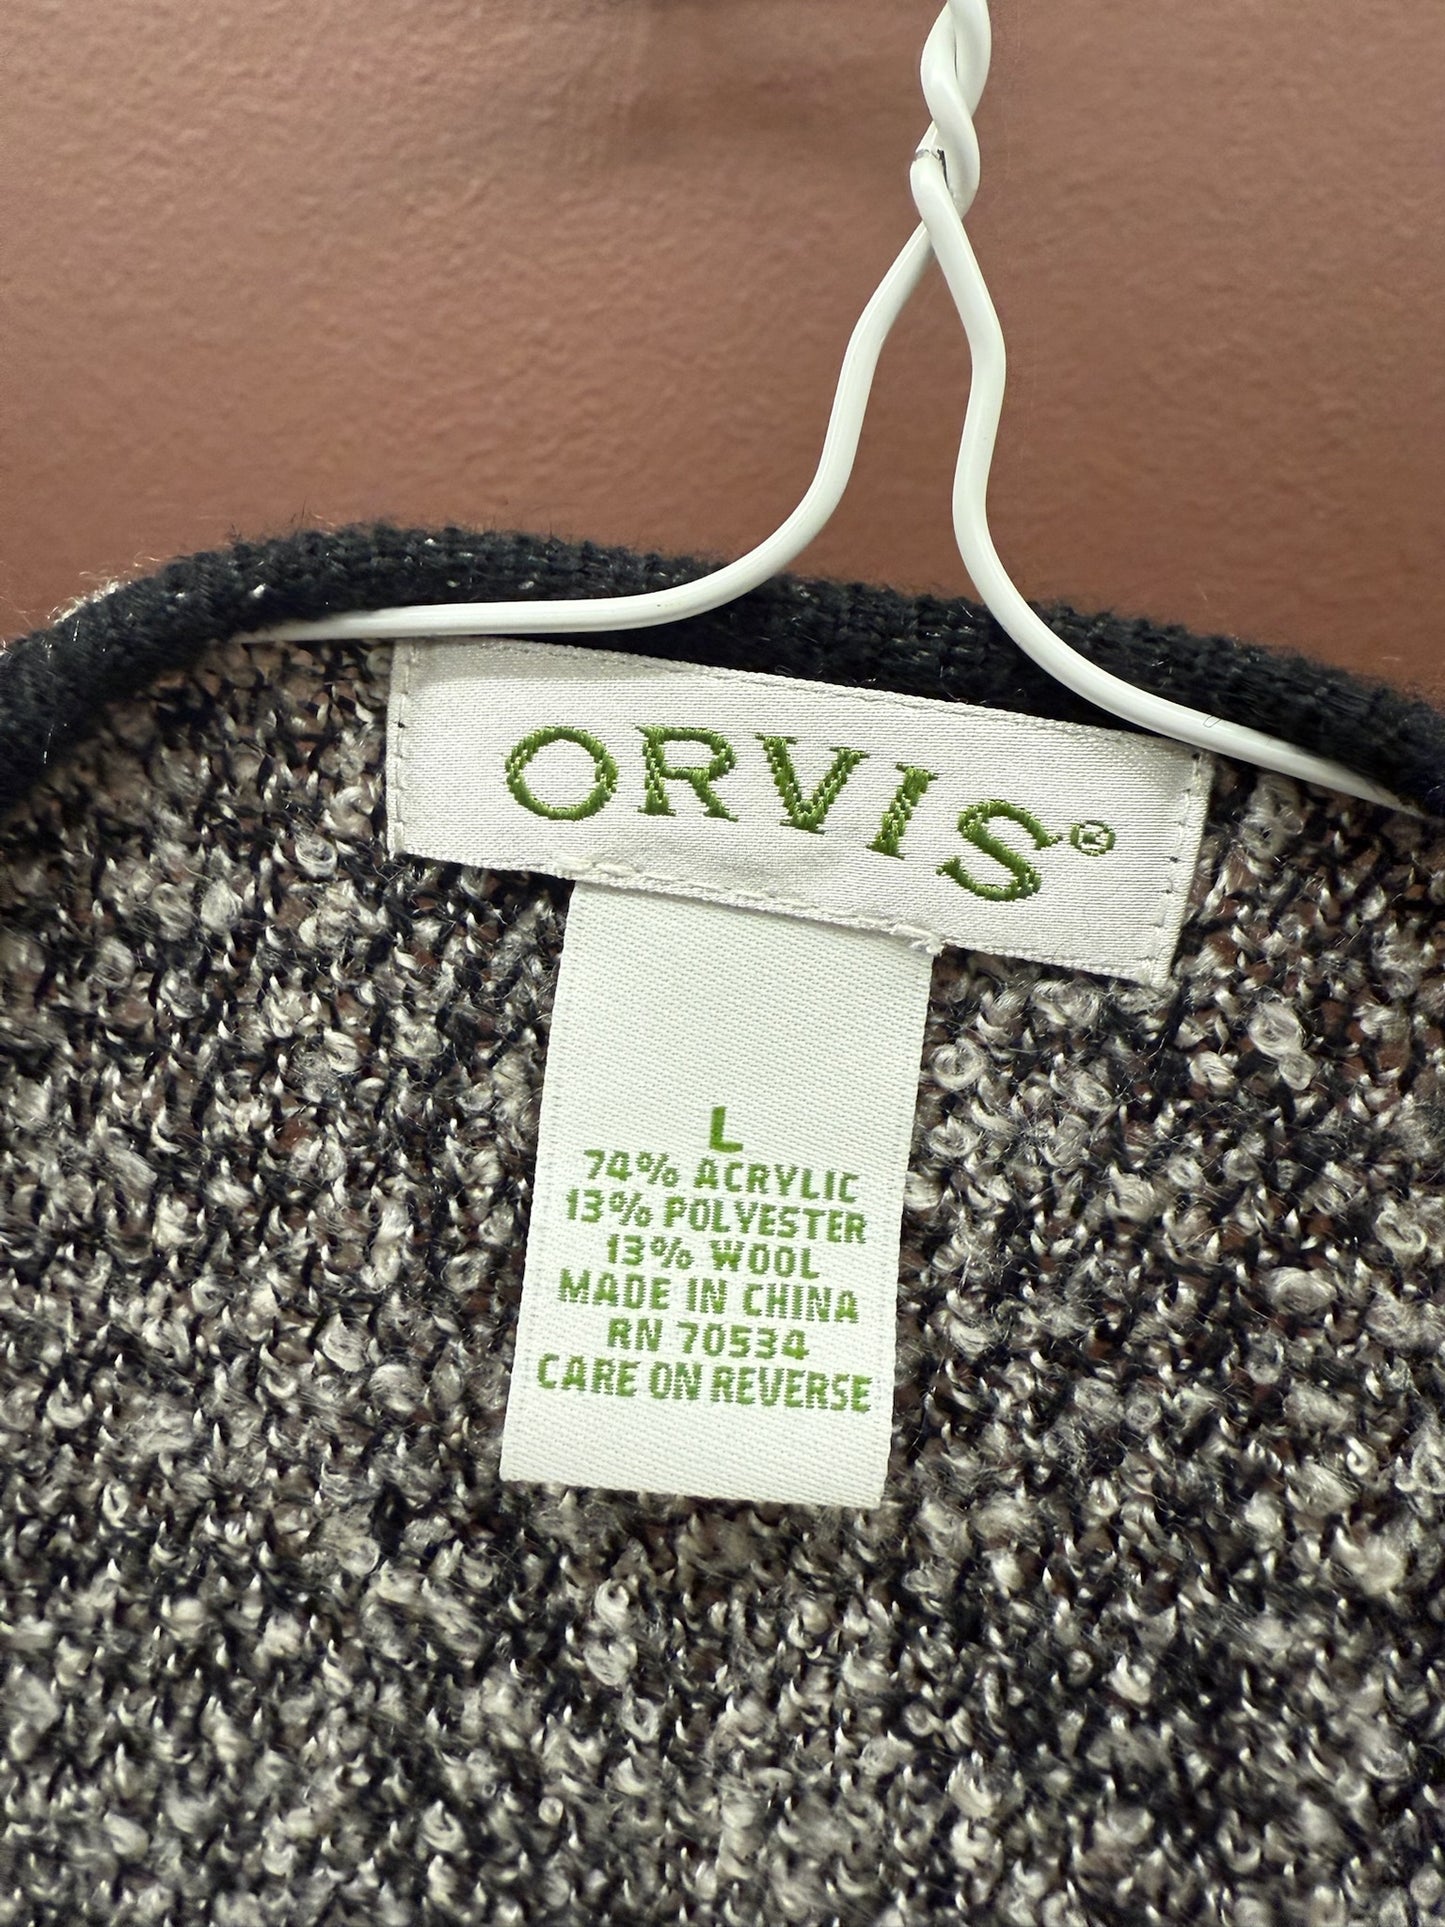 ORVIS®
L
74% ACRYLIC
13% POLYESTER
13% WOOL
MADE IN CHINA
RN 70534
CARE ON REVERSE